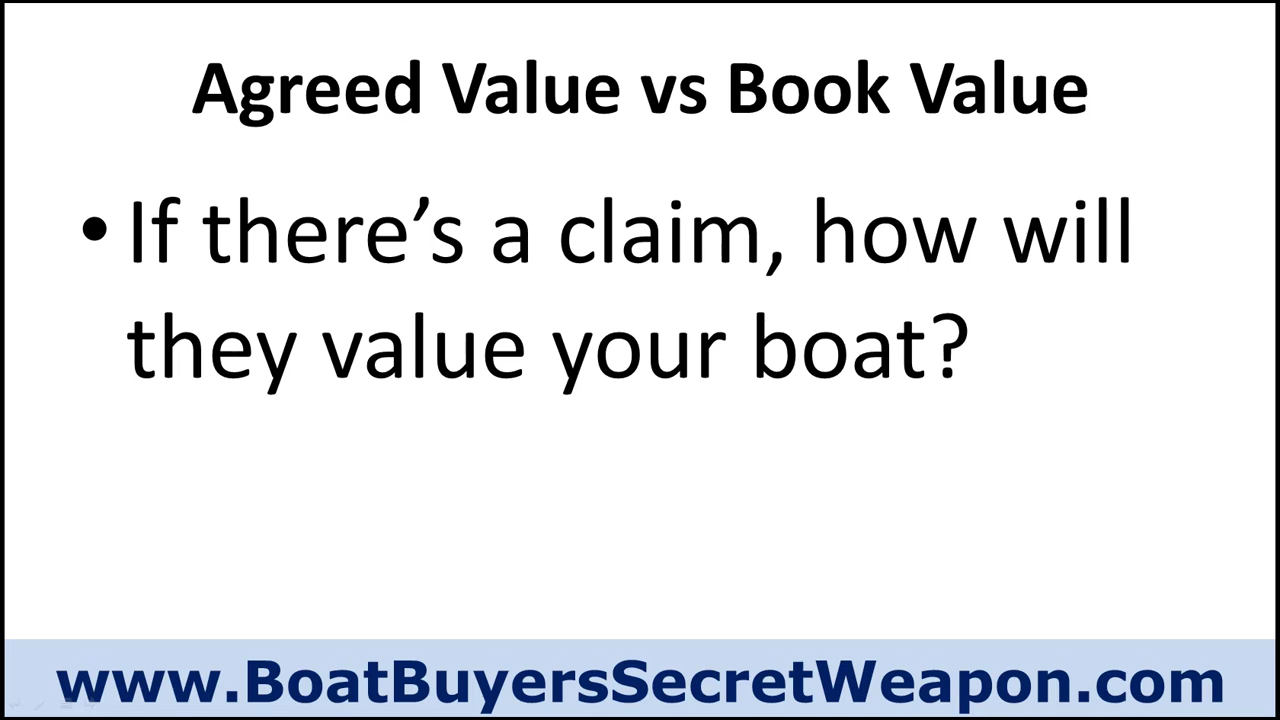 Agreed Value vs Book Value
• If there’s a claim, how will
they value your boat?
www.BoatBuyersSecretWeapon.com